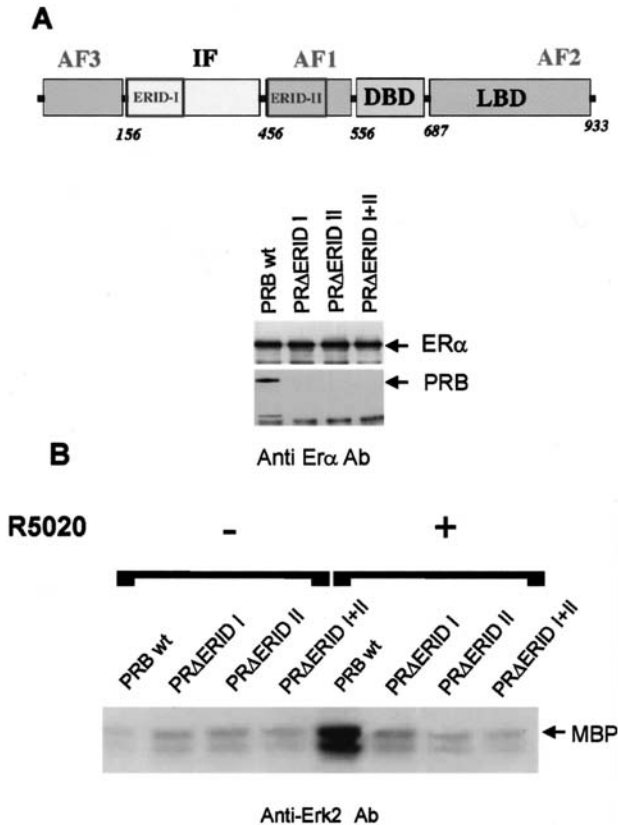 A
AF3 IF AF1 AF2
ERID-I ERID-II DBD LBD
156 456 556 687 933
PRB wt PRΔERID I PRΔERID II PRΔERID I+II
ERα
PRB
Anti Erα Ab
B
R5020 - +
PRB wt PRΔERID I PRΔERID II PRΔERID I+II PRB wt PRΔERID I PRΔERID II PRΔERID I+II
MBP
Anti-Erk2 Ab